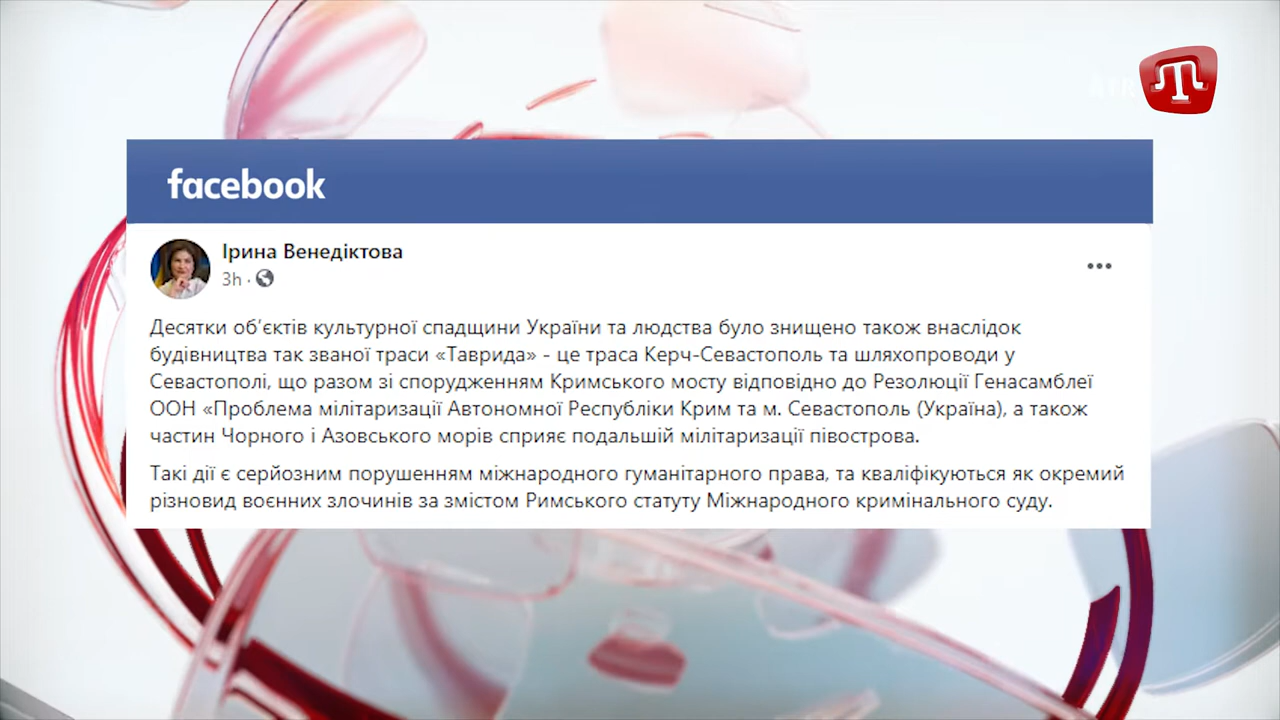 facebook
Ірина Венедіктова
3h ·
Десятки об’єктів культурної спадщини України та людства було знищено також внаслідок
будівництва так званої траси «Таврида» - це траса Керч-Севастополь та шляхопроводи у
Севастополі, що разом зі спорудженням Кримського мосту відповідно до Резолюції Генасамблеї
ООН «Проблема мілітаризації Автономної Республіки Крим та м. Севастополь (Україна), а також
частин Чорного і Азовського морів сприяє подальшій мілітаризації півострова.
Такі дії є серйозним порушенням міжнародного гуманітарного права, та кваліфікуються як окремий
різновид воєнних злочинів за змістом Римського статуту Міжнародного кримінального суду.